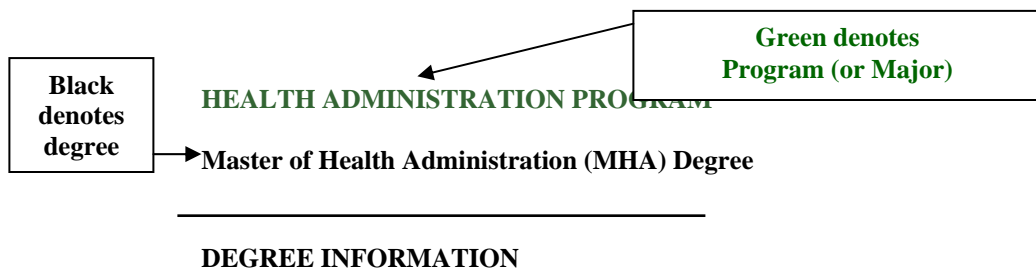 Green denotes
Program (or Major)
Black
denotes
degree
HEALTH ADMINISTRATION PROGRAM
Master of Health Administration (MHA) Degree
DEGREE INFORMATION